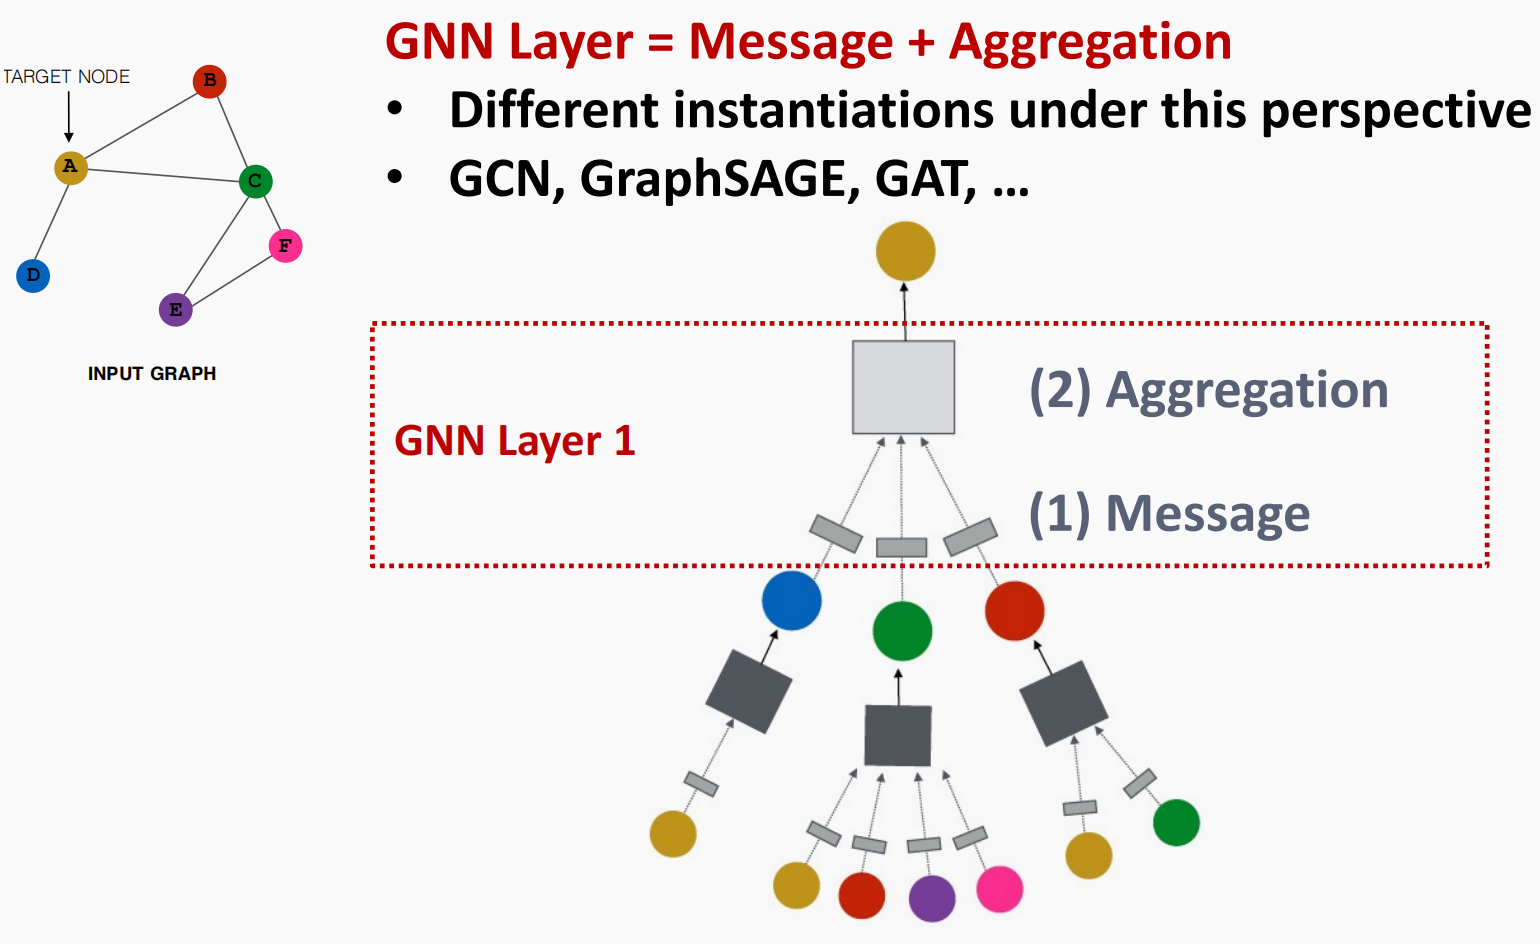 GNN Layer = Message + Aggregation
• Different instantiations under this perspective
• GCN, GraphSAGE, GAT, …
TARGET NODE
B
A
C
F
D
E
INPUT GRAPH
(2) Aggregation
GNN Layer 1
(1) Message